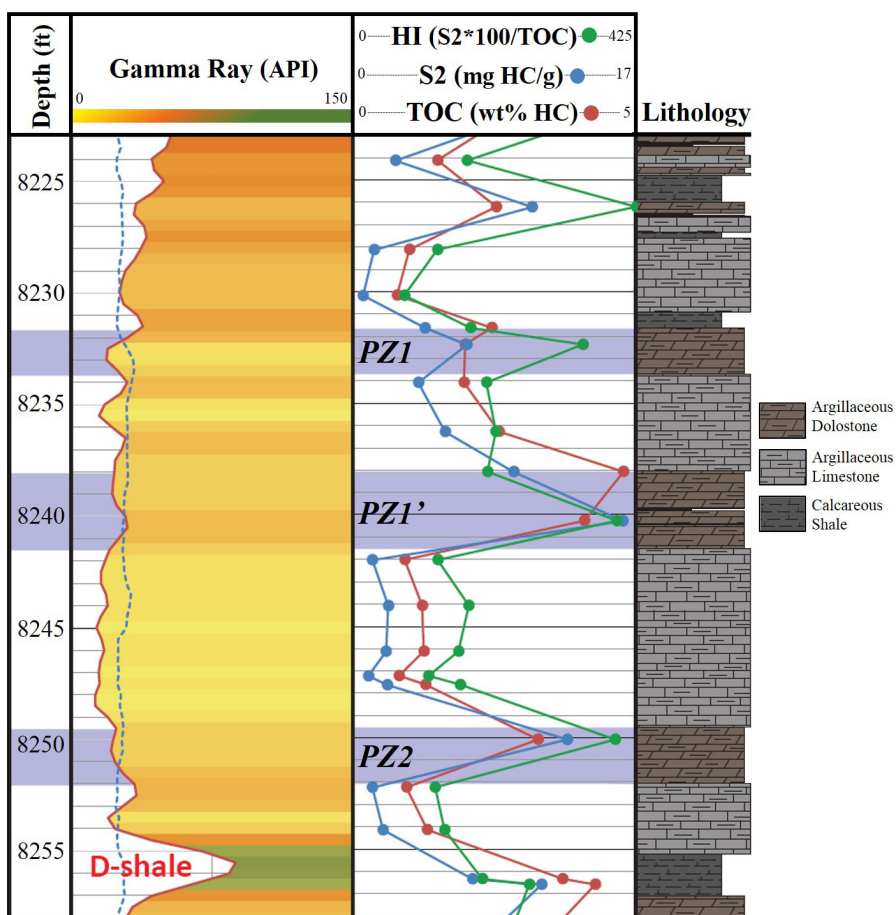 Depth (ft)
Gamma Ray (API)
0
150
0
HI (S2*100/TOC)
425
0
S2 (mg HC/g)
17
0
TOC (wt% HC)
5
Lithology
8225
8230
8235
8240
8245
8250
8255
PZ1
PZ1’
PZ2
D-shale
Argillaceous
Dolostone
Argillaceous
Limestone
Calcareous
Shale